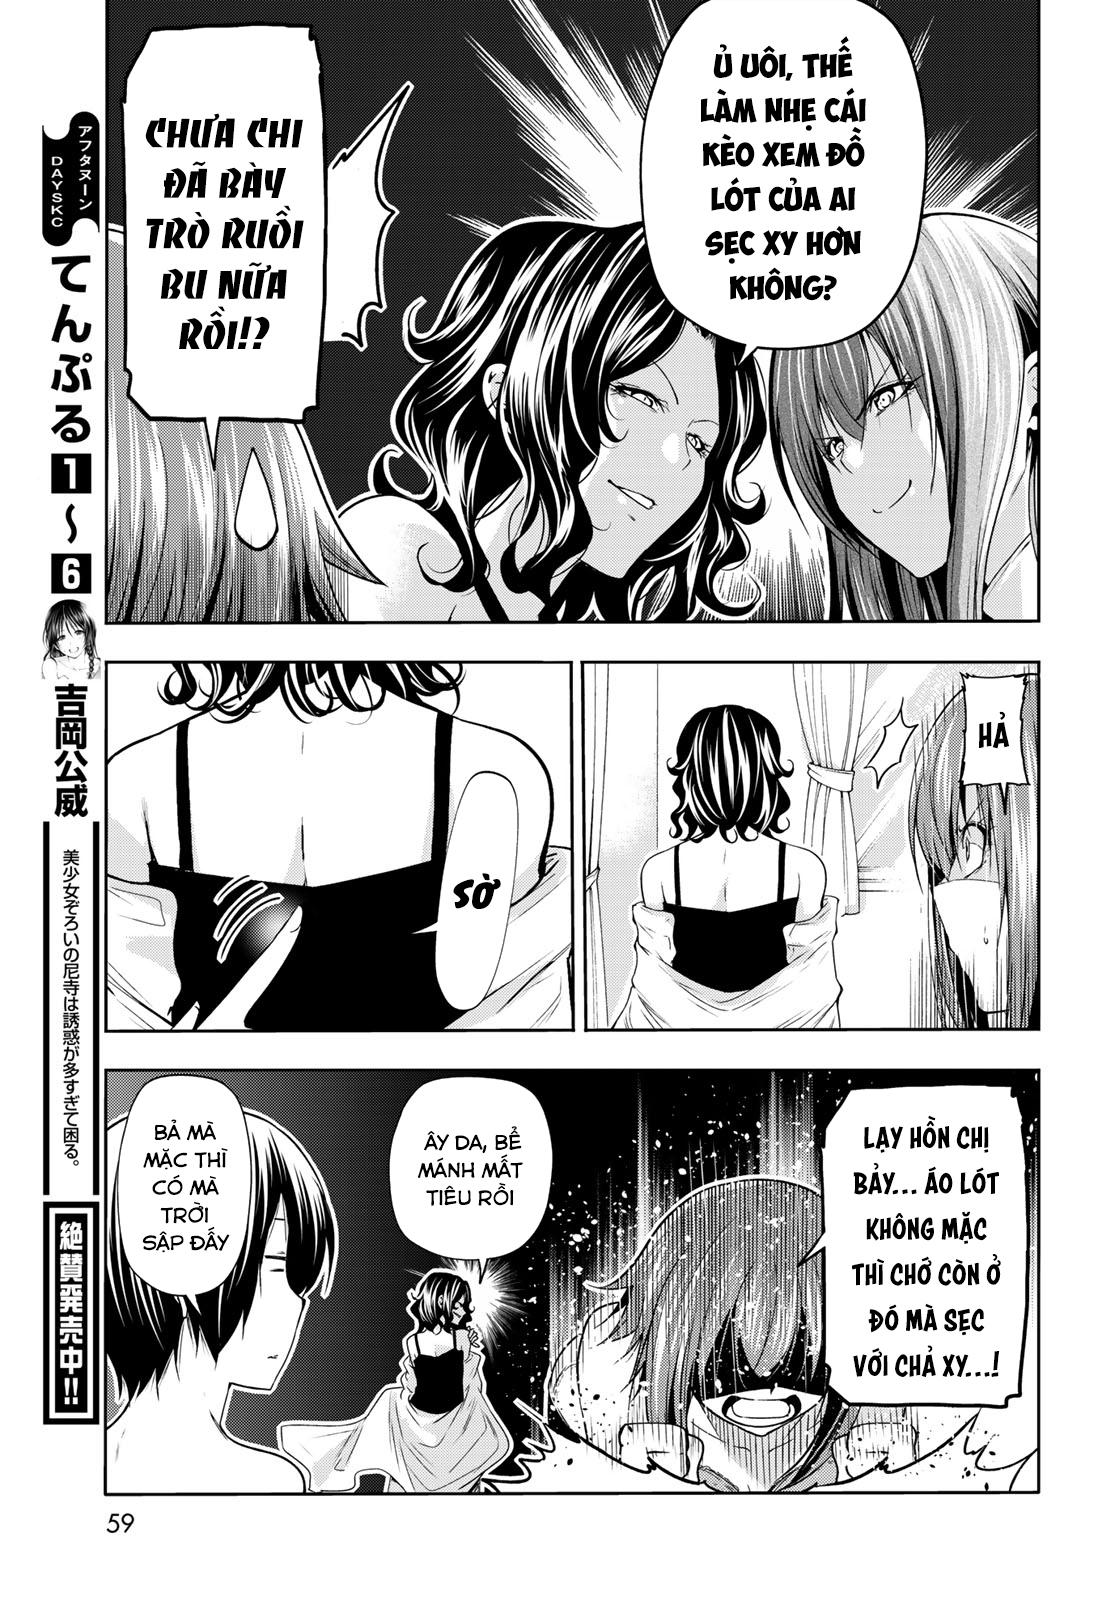 Ủ UÔI, THẾ
LÀM NHẸ CÁI
KÈO XEM ĐỒ
LÓT CỦA AI
SẸC XY HƠN
KHÔNG?
CHƯA CHI
ĐÃ BÀY
TRÒ RUỒI
BU NỮA
RỒI!?
HẢ
SỜ
LẠY HỒN CHỊ
BẢY... ÁO LÓT
KHÔNG MẶC
THÌ CHỚ CÒN Ở
ĐÓ MÀ SẸC
VỚI CHẢ XY...!
ÂY DA, BỂ
MÁNH MẤT
TIÊU RỒI
BẢ MÀ
MẶC THÌ
CÓ MÀ
TRỜI
SẬP ĐẤY
アフタヌーン
DAYSKC
てんぷる1~6
吉岡公威
美少女ぞろいの尼寺は誘惑が多すぎて困る。
絶賛発売中!!
59